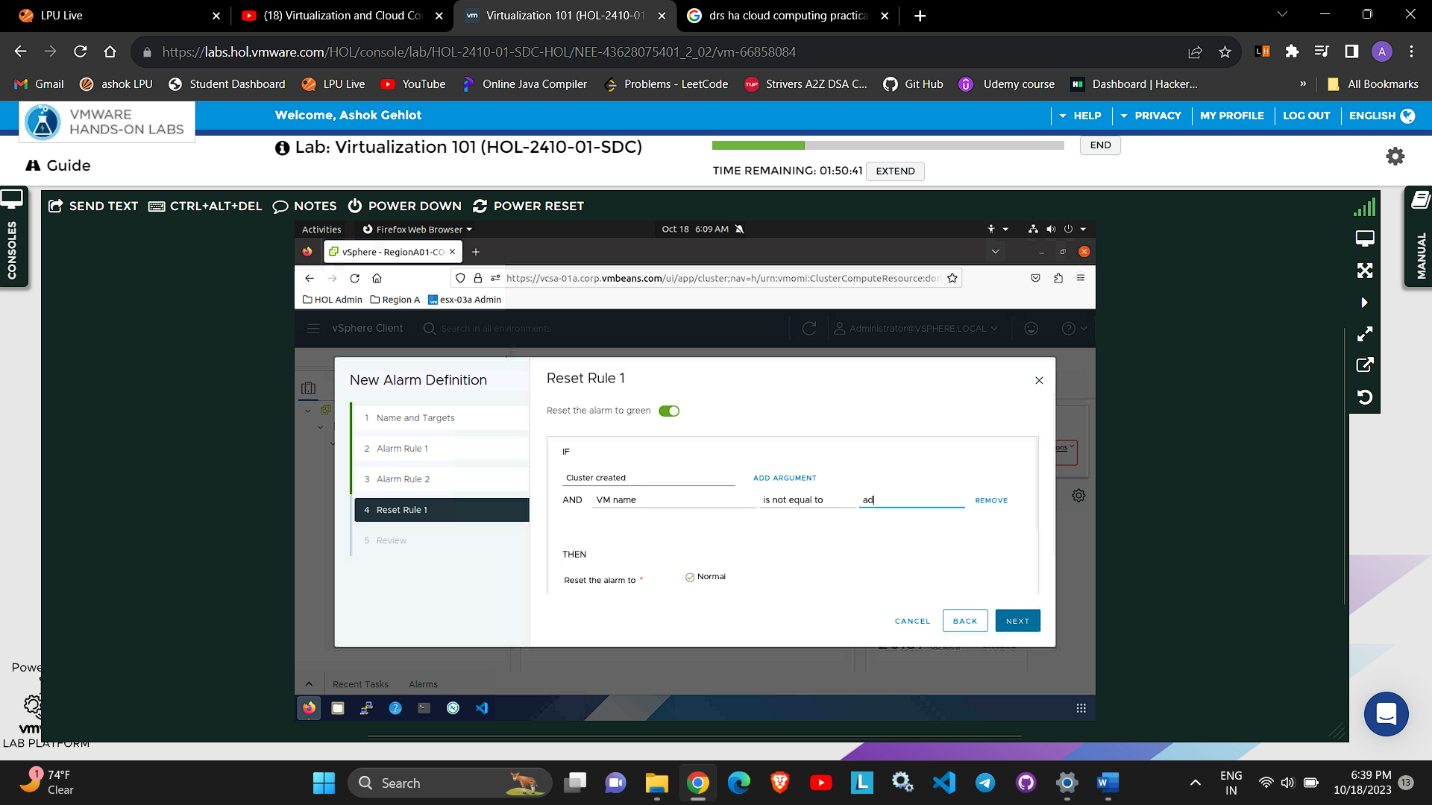 LPU Live
(18) Virtualization and Cloud Co
Virtualization 101 (HOL-2410-01
drs ha cloud computing practica
https://labs.hol.vmware.com/HOL/console/lab/HOL-2410-01-SDC-HOL/NEE-43628075401_2_02/vm-66858084
Gmail
ashok LPU
Student Dashboard
LPU Live
YouTube
Online Java Compiler
Problems - LeetCode
Strivers A2Z DSA C...
Git Hub
Udemy course
Dashboard | Hacker...
»
All Bookmarks
VMWARE
HANDS-ON LABS
Welcome, Ashok Gehlot
HELP
PRIVACY
MY PROFILE
LOG OUT
ENGLISH
Guide
Lab: Virtualization 101 (HOL-2410-01-SDC)
END
TIME REMAINING: 01:50:41
EXTEND
CONSOLES
MANUAL
SEND TEXT
CTRL+ALT+DEL
NOTES
POWER DOWN
POWER RESET
Activities
Firefox Web Browser
Oct 18 6:09 AM
vSphere - RegionA01-CO
https://vcsa-01a.corp.vmbeans.com/ui/app/cluster;nav=h/urn:vmomi:ClusterComputeResource:dor
HOL Admin
Region A
esx-03a Admin
vSphere Client
Search in all environments
Administrator@VSPHERE.LOCAL
New Alarm Definition
1 Name and Targets
2 Alarm Rule 1
3 Alarm Rule 2
4 Reset Rule 1
5 Review
Reset Rule 1
Reset the alarm to green
IF
Cluster created
ADD ARGUMENT
AND
VM name
is not equal to
ad
REMOVE
THEN
Reset the alarm to *
Normal
CANCEL
BACK
NEXT
Recent Tasks
Alarms
Powe
vmw
LAB PLATFORM
1
74°F
Clear
Search
ENG
IN
6:39 PM
10/18/2023
13